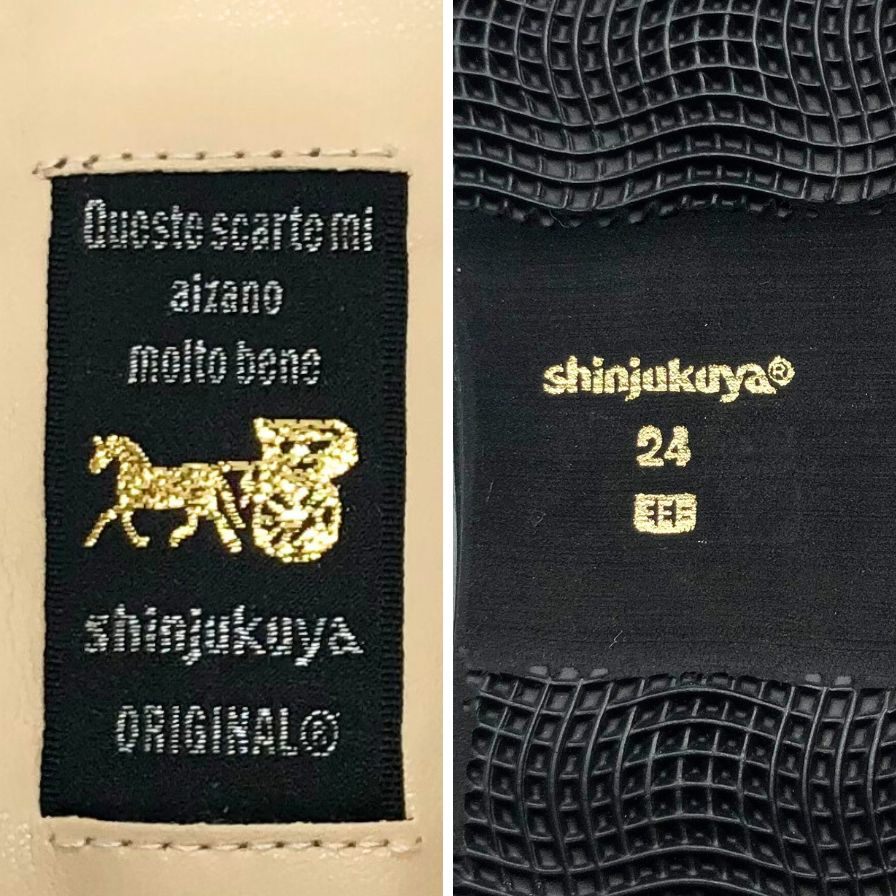 Queste scarte mi
aizano
molto bene
shinjukuya
ORIGINAL®
shinjukuya®
24
EEE